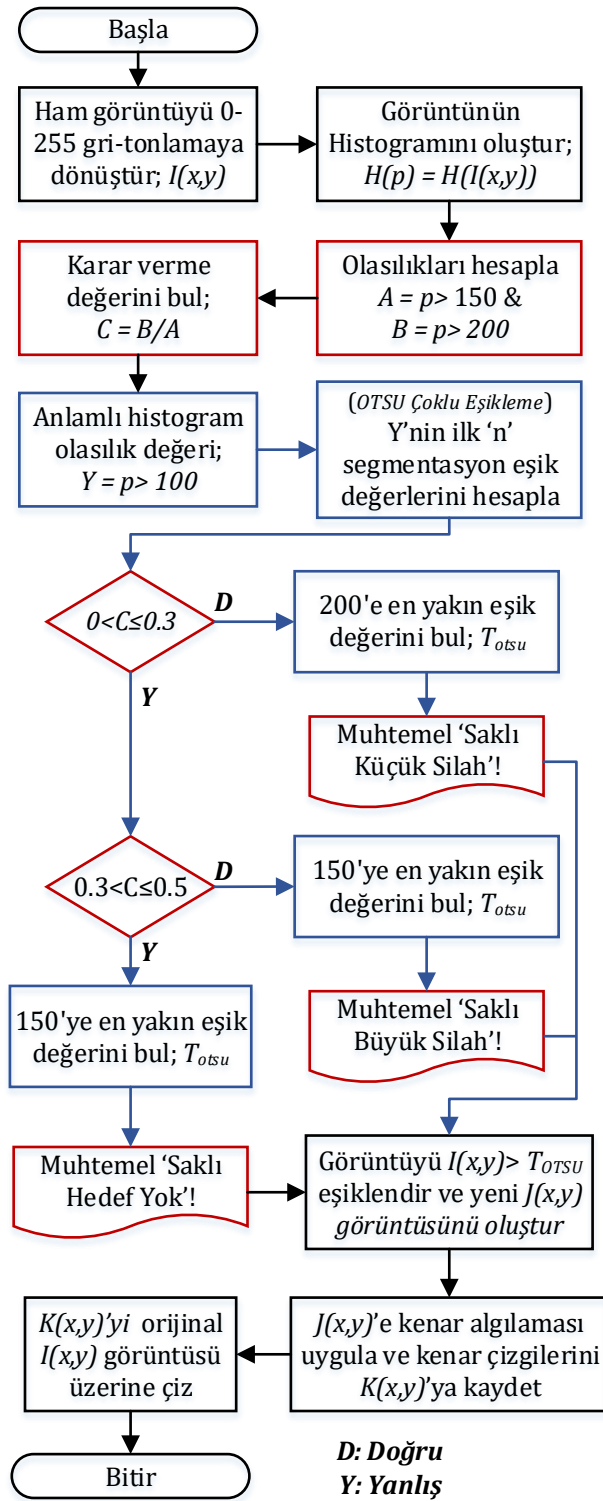 Başla
Ham görüntüyü 0-
255 gri-tonlamaya
dönüştür; I(x,y)
Görüntünün
Histogramını oluştur;
H(p) = H(I(x,y))
Olasılıkları hesapla
A = p> 150 &
B = p> 200
Karar verme
değerini bul;
C = B/A
Anlamlı histogram
olasılık değeri;
Y = p> 100
(OTSU Çoklu Eşikleme)
Y’nin ilk ‘n’
segmentasyon eşik
değerlerini hesapla
0<C≤0.3
D
200'e en yakın eşik
değerini bul; Totsu
Y
Muhtemel ‘Saklı
Küçük Silah’!
0.3<C≤0.5
D
150’ye en yakın eşik
değerini bul; Totsu
Y
Muhtemel ‘Saklı
Büyük Silah’!
150'ye en yakın eşik
değerini bul; Totsu
Muhtemel ‘Saklı
Hedef Yok’!
Görüntüyü I(x,y)> TOTSU
eşiklendir ve yeni J(x,y)
görüntüsünü oluştur
J(x,y)’e kenar algılaması
uygula ve kenar çizgilerini
K(x,y)’ya kaydet
K(x,y)’yi orijinal
I(x,y) görüntüsü
üzerine çiz
Bitir
D: Doğru
Y: Yanlış